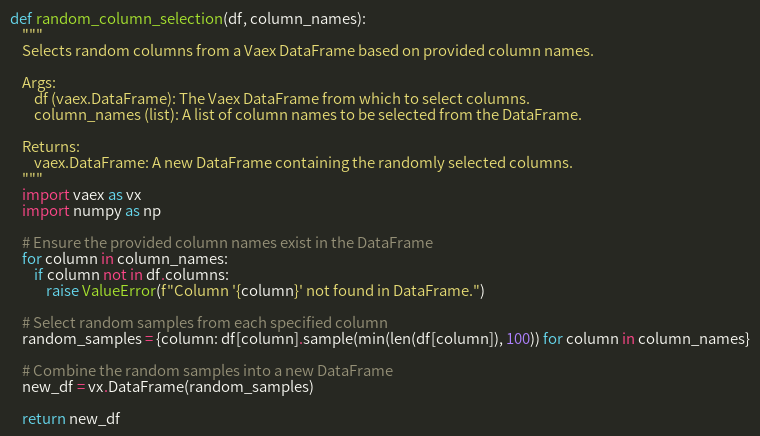 def random_column_selection(df, column_names):
    """
    Selects random columns from a Vaex DataFrame based on provided column names.

    Args:
        df (vaex.DataFrame): The Vaex DataFrame from which to select columns.
        column_names (list): A list of column names to be selected from the DataFrame.

    Returns:
        vaex.DataFrame: A new DataFrame containing the randomly selected columns.
    """
    import vaex as vx
    import numpy as np

    # Ensure the provided column names exist in the DataFrame
    for column in column_names:
        if column not in df.columns:
            raise ValueError(f"Column '{column}' not found in DataFrame.")

    # Select random samples from each specified column
    random_samples = {column: df[column].sample(min(len(df[column]), 100)) for column in column_names}

    # Combine the random samples into a new DataFrame
    new_df = vx.DataFrame(random_samples)

    return new_df